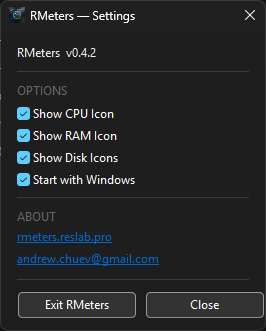 RMeters — Settings
RMeters v0.4.2
OPTIONS
Show CPU Icon
Show RAM Icon
Show Disk Icons
Start with Windows
ABOUT
rmeters.reslab.pro
andrew.chuev@gmail.com
Exit RMeters
Close